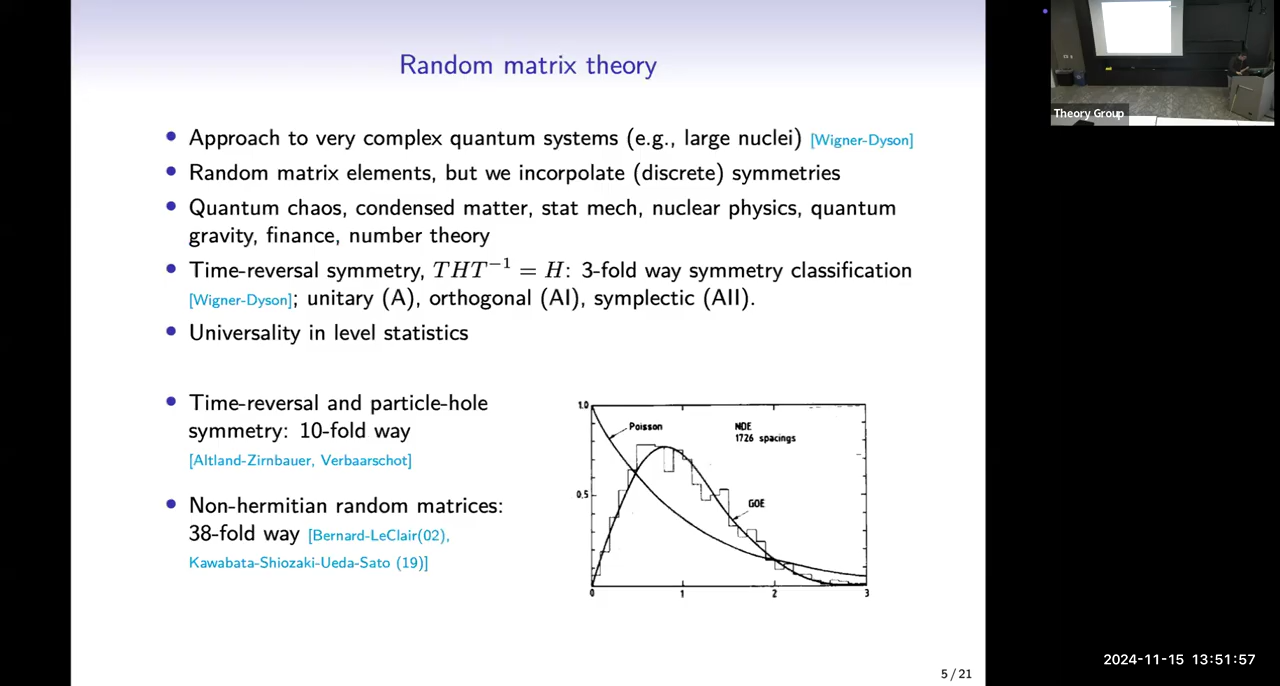 Random matrix theory
Approach to very complex quantum systems (e.g., large nuclei) [Wigner-Dyson]
Random matrix elements, but we incorpolate (discrete) symmetries
Quantum chaos, condensed matter, stat mech, nuclear physics, quantum
gravity, finance, number theory
Time-reversal symmetry, THT⁻¹ = H: 3-fold way symmetry classification
[Wigner-Dyson]; unitary (A), orthogonal (AI), symplectic (AII).
Universality in level statistics
Time-reversal and particle-hole
symmetry: 10-fold way
[Altland-Zirnbauer, Verbaarschot]
Non-hermitian random matrices:
38-fold way [Bernard-LeClair(02),
Kawabata-Shiozaki-Ueda-Sato (19)]
1.0
Poisson
NDE
1726 spacings
0.5
GOE
0 1 2 3
5 / 21
Theory Group
2024-11-15 13:51:57